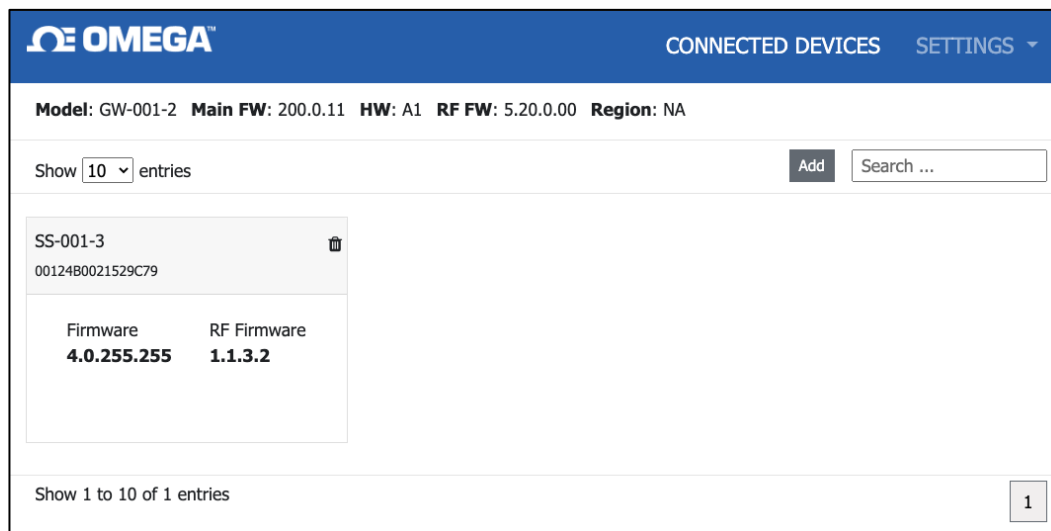 OMEGA™
CONNECTED DEVICES SETTINGS
Model: GW-001-2 Main FW: 200.0.11 HW: A1 RF FW: 5.20.0.00 Region: NA
Show 10 entries Add Search ...
SS-001-3
00124B0021529C79
Firmware RF Firmware
4.0.255.255 1.1.3.2
Show 1 to 10 of 1 entries 1